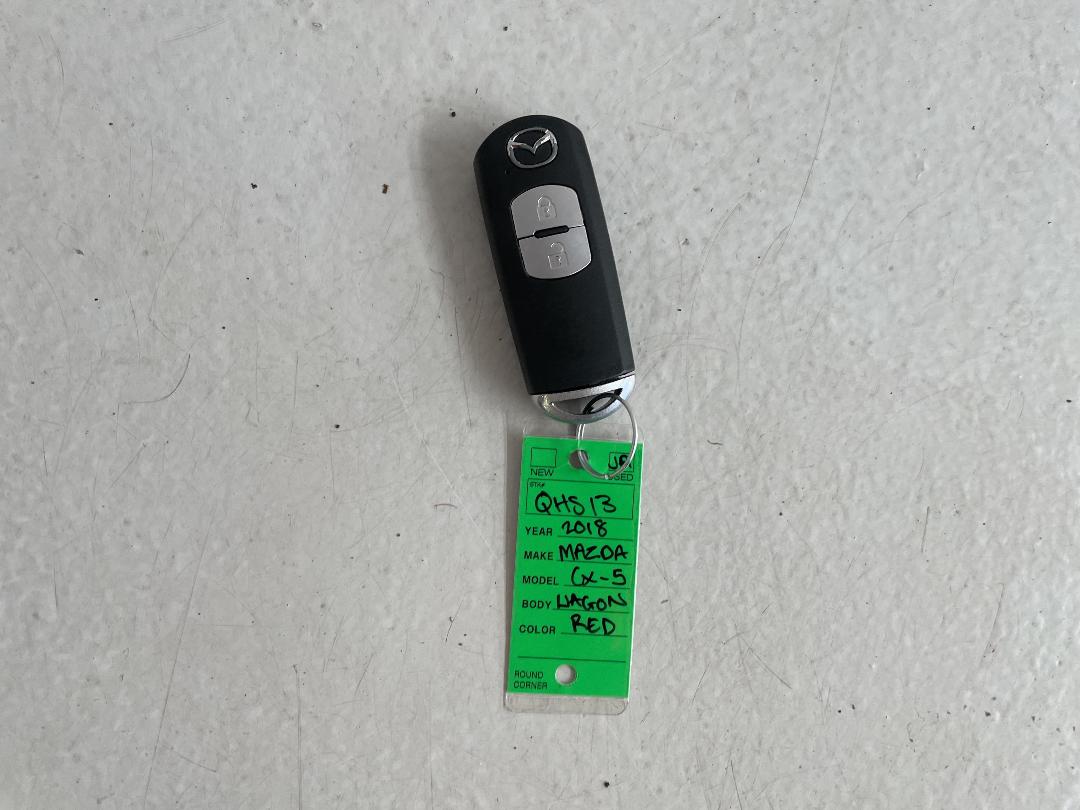 NEW USED
STK#
QHS13
YEAR 2018
MAKE MAZDA
MODEL CX-5
BODY WAGON
COLOR RED
ROUND
CORNER